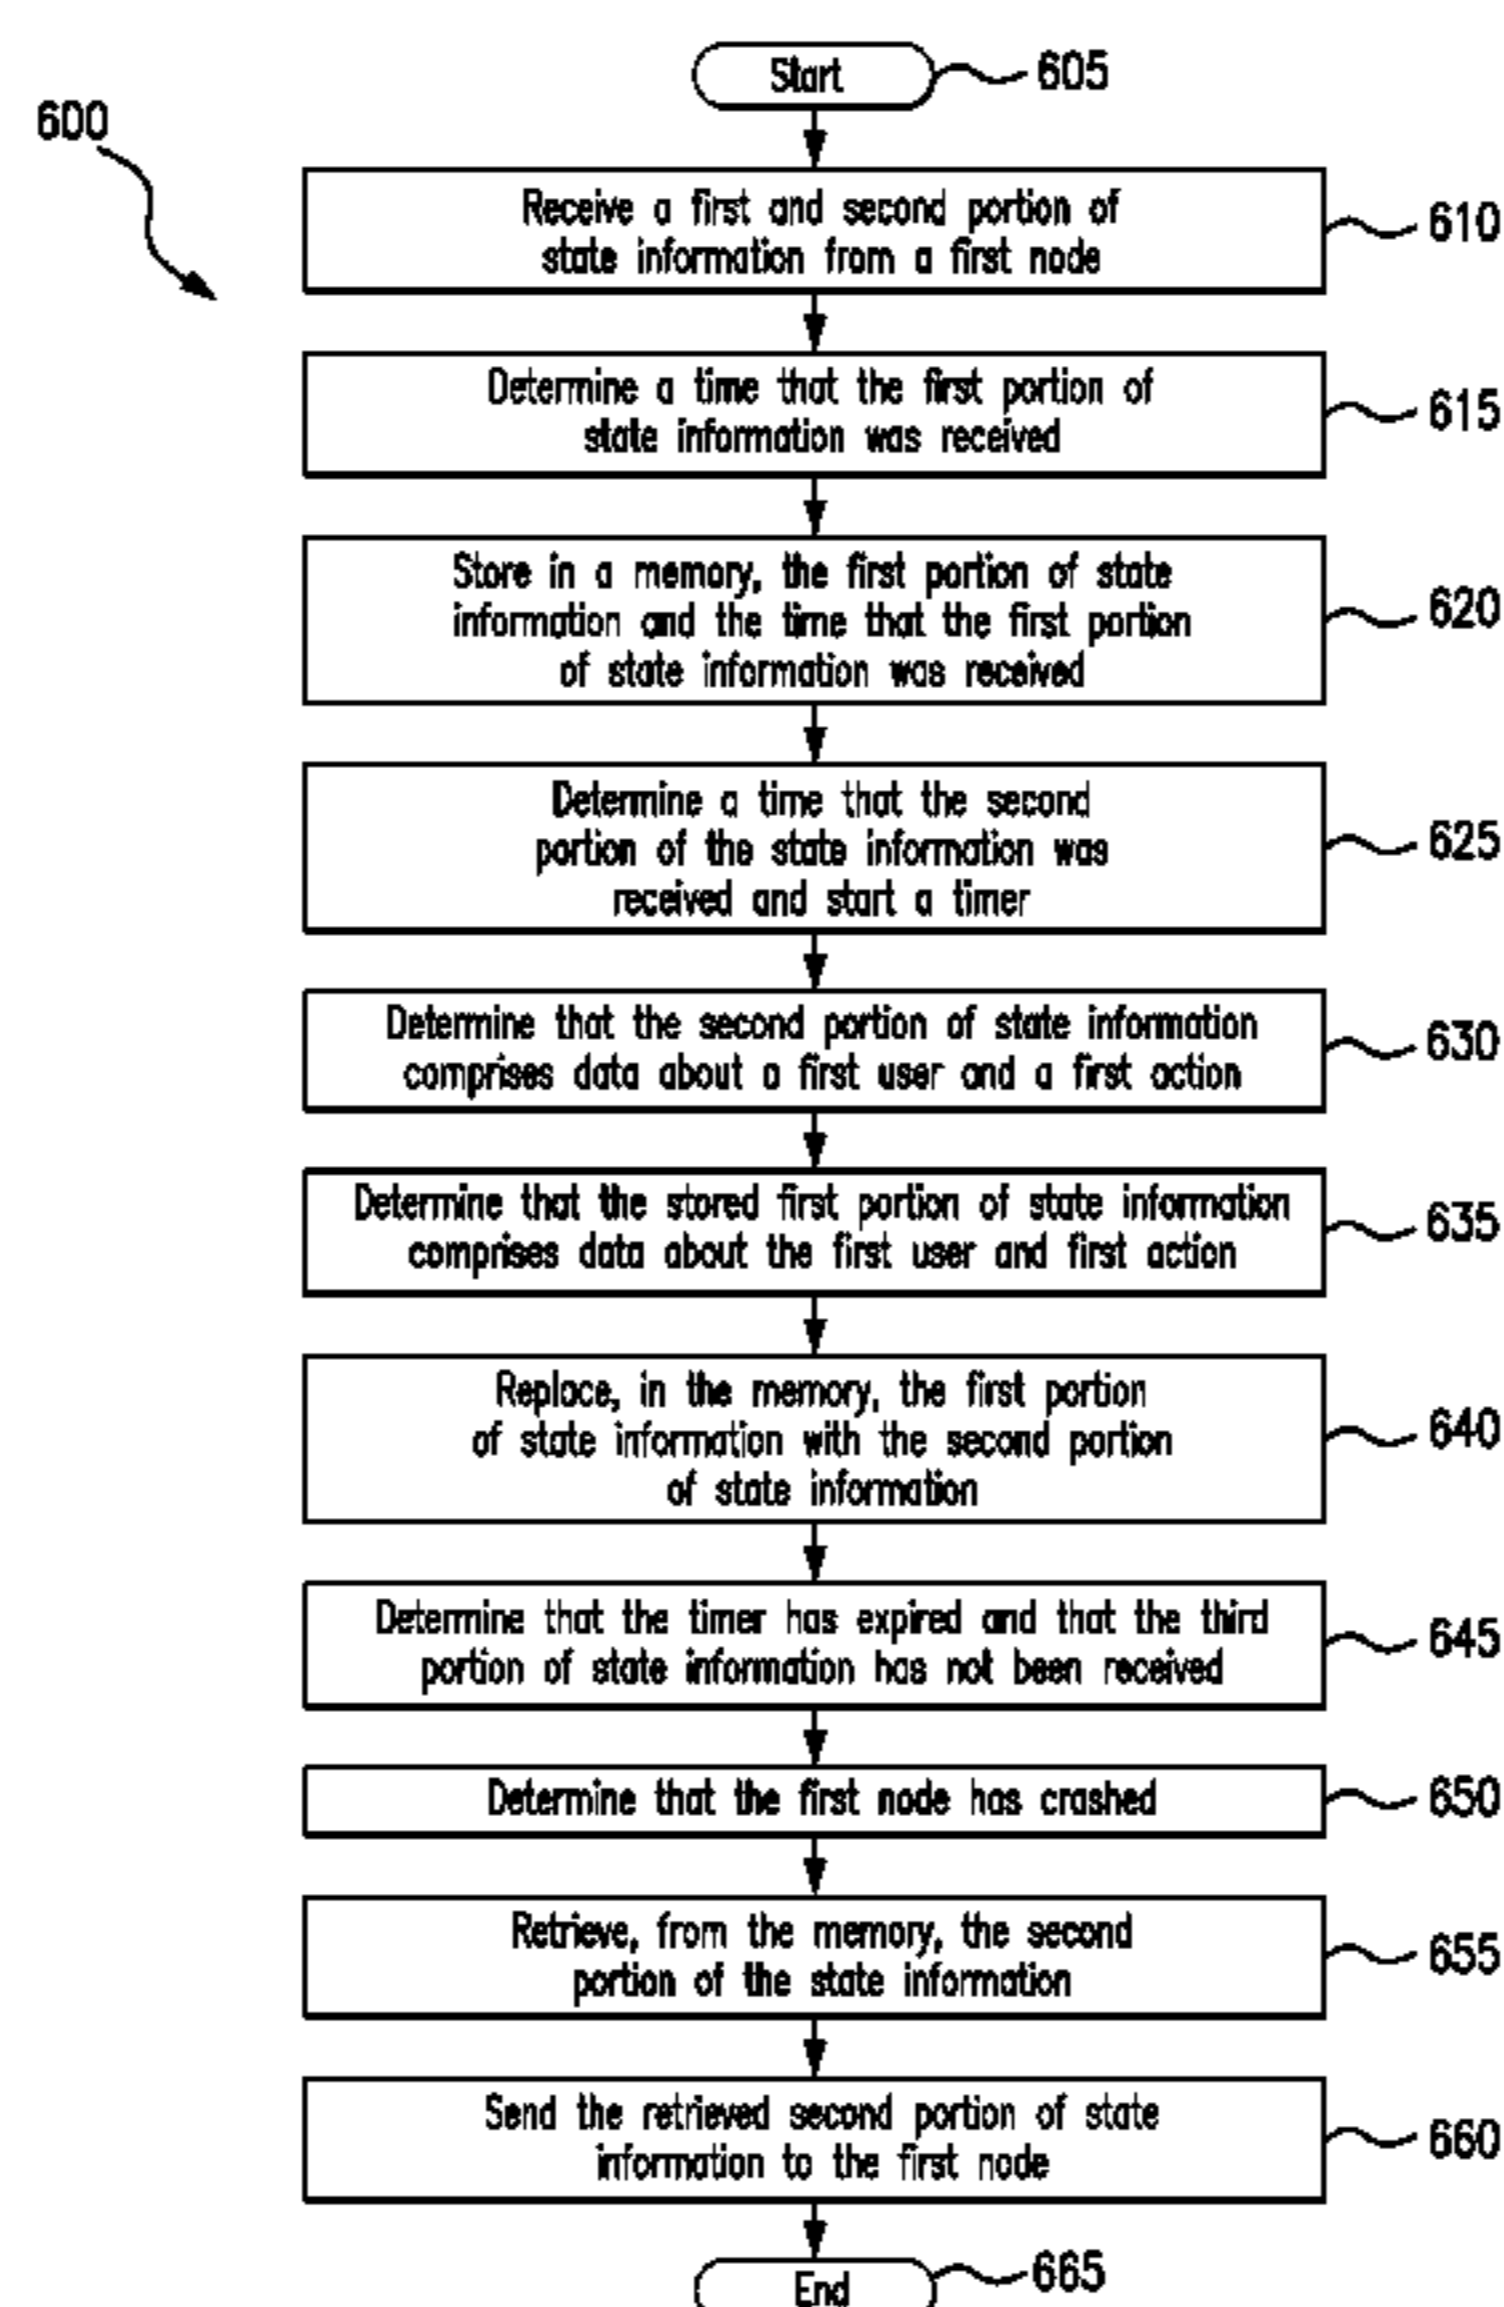 Start
605
600
Receive a first and second portion of
state information from a first node
610
Determine a time that the first portion of
state information was received
615
Store in a memory, the first portion of state
information and the time that the first portion
of state information was received
620
Determine a time that the second
portion of the state information was
received and start a timer
625
Determine that the second portion of state information
comprises data about a first user and a first action
630
Determine that the stored first portion of state information
comprises data about the first user and first action
635
Replace, in the memory, the first portion
of state information with the second portion
of state information
640
Determine that the timer has expired and that the third
portion of state information has not been received
645
Determine that the first node has crashed
650
Retrieve, from the memory, the second
portion of the state information
655
Send the retrieved second portion of state
information to the first node
660
End
665